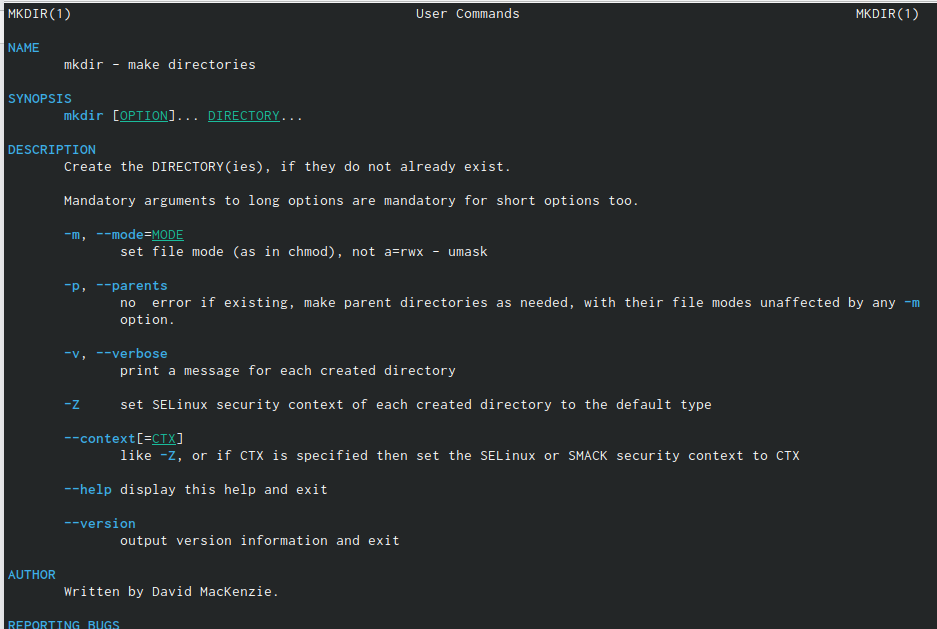 MKDIR(1) User Commands MKDIR(1)
NAME
mkdir - make directories
SYNOPSIS
mkdir [OPTION]... DIRECTORY...
DESCRIPTION
Create the DIRECTORY(ies), if they do not already exist.
Mandatory arguments to long options are mandatory for short options too.
-m, --mode=MODE
set file mode (as in chmod), not a=rwx - umask
-p, --parents
no  error if existing, make parent directories as needed, with their file modes unaffected by any -m
option.
-v, --verbose
print a message for each created directory
-Z set SELinux security context of each created directory to the default type
--context[=CTX]
like -Z, or if CTX is specified then set the SELinux or SMACK security context to CTX
--help display this help and exit
--version
output version information and exit
AUTHOR
Written by David MacKenzie.
REPORTING BUGS